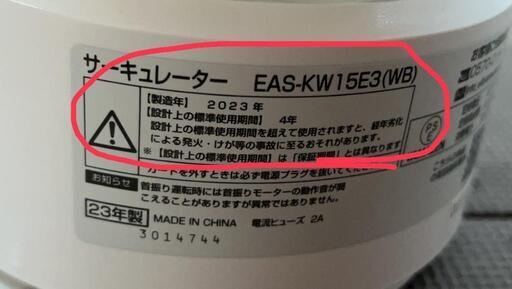 サーキュレーター EAS-KW15E3(WB)
【製造年】 2023年
【設計上の標準使用期間】 4年
設計上の標準使用期間を超えて使用されますと、経年劣化
による発火・けが等の事故に至るおそれがあります。
※【設計上の標準使用期間】は「保証期間」とは異なります
ガードを外すときは必ず電源プラグを抜いてください
お知らせ
首振り運転時には首振りモーターの動作音が聞
こえることがありますが異常ではありません。
23年製 MADE IN CHINA 電流ヒューズ 2A
3014744
PS
E
お客様
0570-